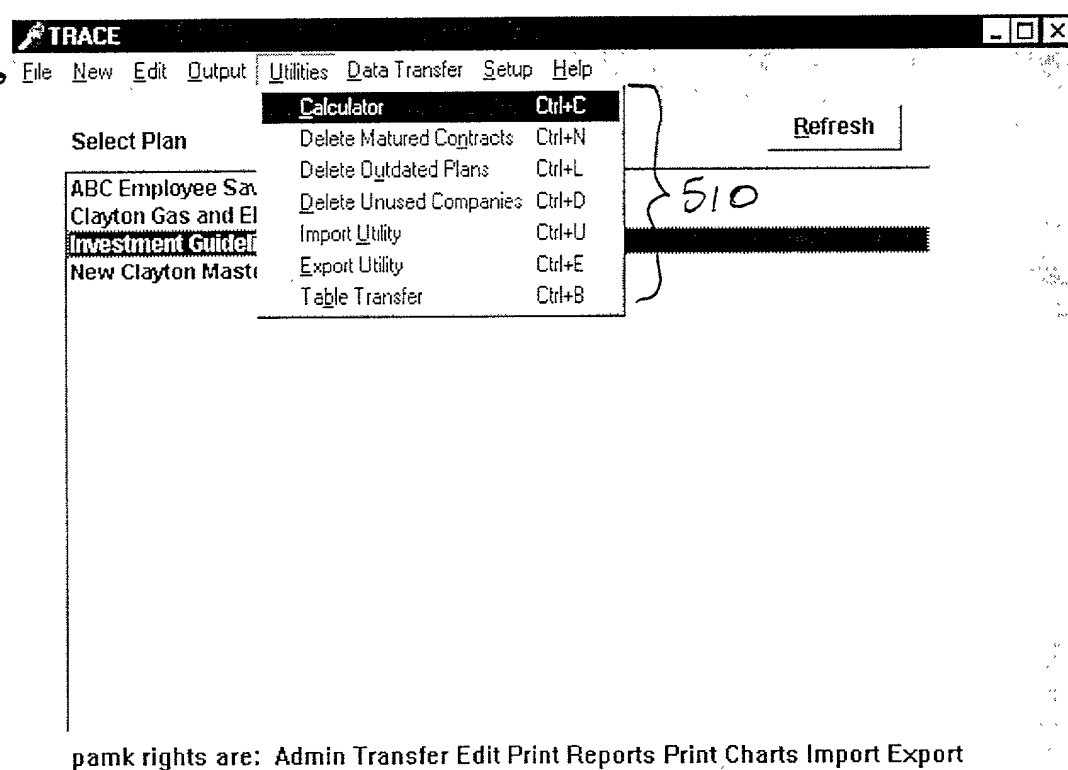 TRACE
File New Edit Output Utilities Data Transfer Setup Help
Calculator Ctrl+C
Delete Matured Contracts Ctrl+N
Delete Outdated Plans Ctrl+L
Delete Unused Companies Ctrl+D
Import Utility Ctrl+U
Export Utility Ctrl+E
Table Transfer Ctrl+B
510
Refresh
Select Plan
ABC Employee Sav
Clayton Gas and El
Investment Guideli
New Clayton Maste
pamk rights are: Admin Transfer Edit Print Reports Print Charts Import Export